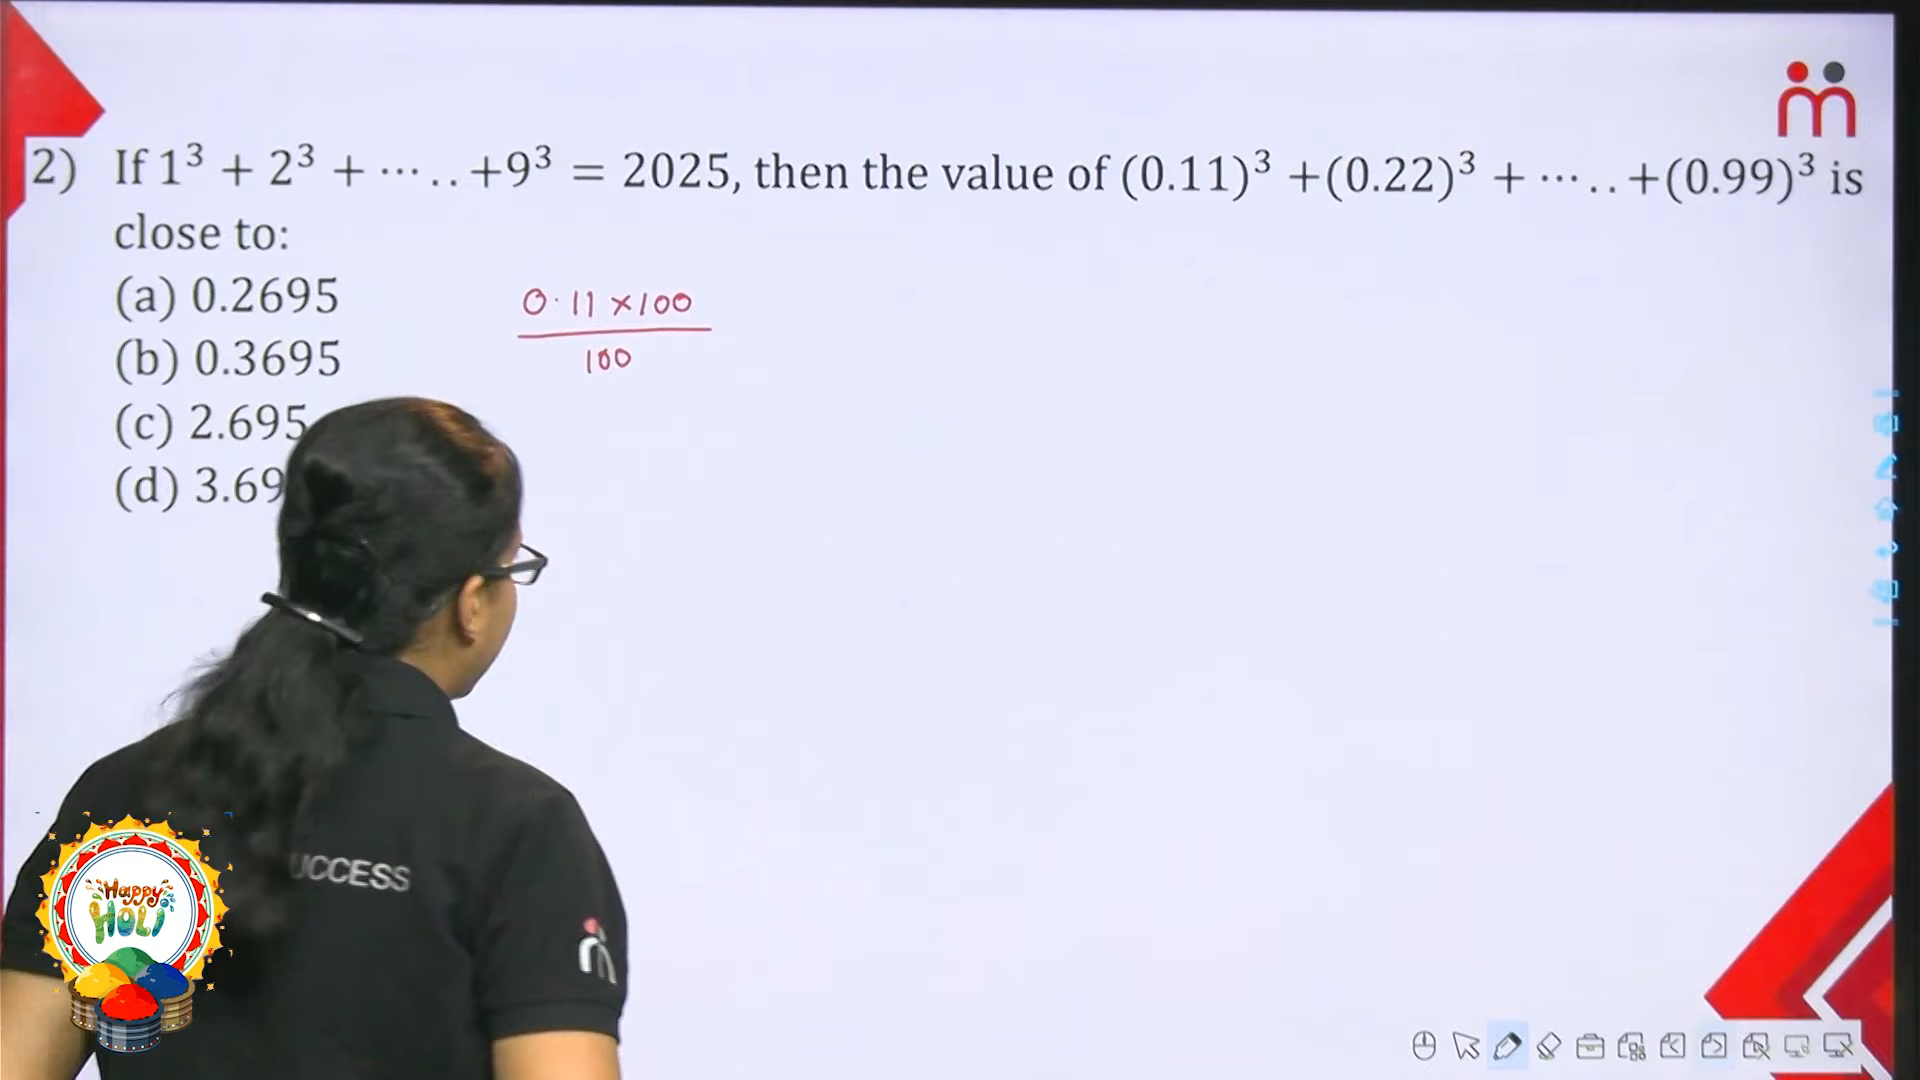 2) If 1³ + 2³ + ⋯ . . +9³ = 2025, then the value of (0.11)³ +(0.22)³ + ⋯ . . +(0.99)³ is
close to:
(a) 0.2695
(b) 0.3695
(c) 2.695
(d) 3.69
0.11 × 100
100
UCCESS
Happy
HOLI